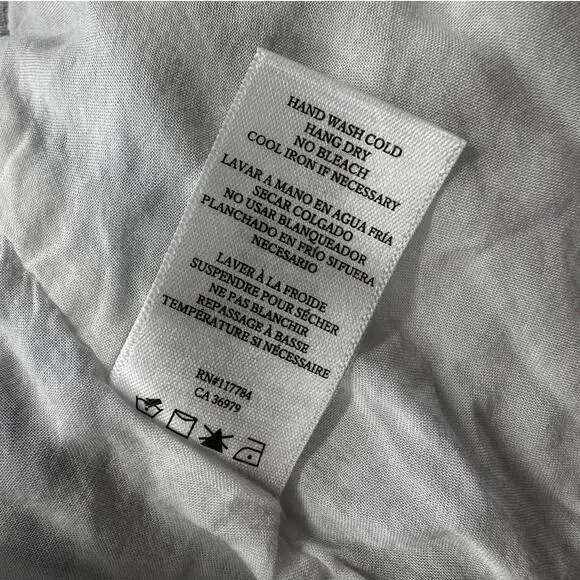 HAND WASH COLD
HANG DRY
NO BLEACH
COOL IRON IF NECESSARY
LAVAR A MANO EN AGUA FRÍA
SECAR COLGADO
NO USAR BLANQUEADOR
PLANCHADO EN FRÍO SI FUERA
NECESARIO
LAVER À LA FROIDE
SUSPENDRE POUR SÉCHER
NE PAS BLANCHIR
REPASSAGE À BASSE
TEMPÉRATURE SI NÉCESSAIRE
RN#117784
CA 36979